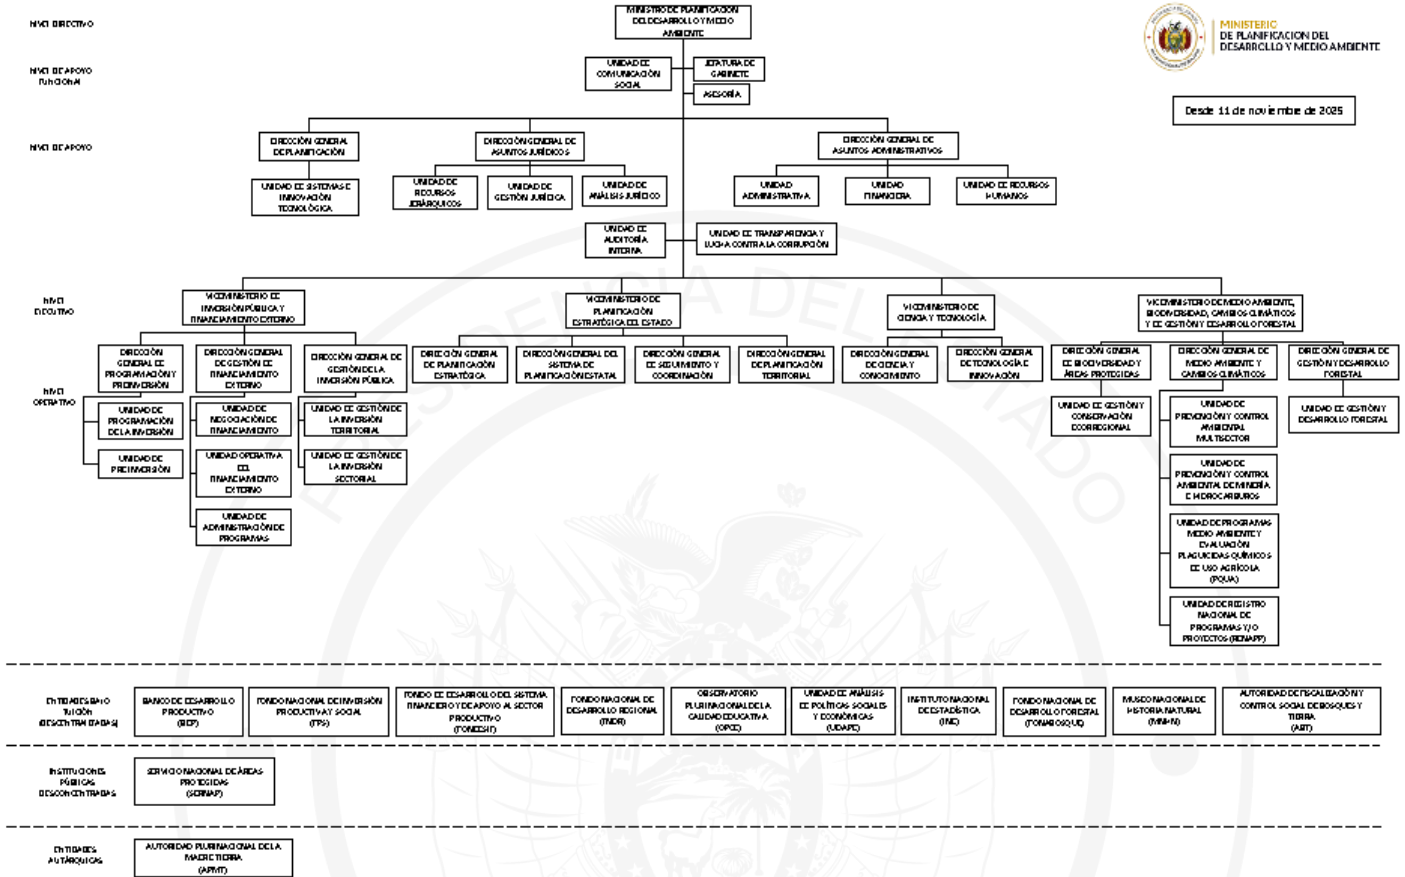 NIVEL DIRECTIVO
MINISTRO DE PLANIFICACION
DEL DESARROLLO Y MEDIO
AMBIENTE
MINISTERIO
DE PLANIFICACION DEL
DESARROLLO Y MEDIO AMBIENTE
Desde 11 de noviembre de 2025
NIVEL DE APOYO
FUNCIONAL
UNIDAD DE
COMUNICACIÓN
SOCIAL
JEFATURA DE
GABINETE
ASESORÍA
NIVEL DE APOYO
DIRECCIÓN GENERAL
DE PLANIFICACIÓN
DIRECCIÓN GENERAL DE
ASUNTOS JURÍDICOS
DIRECCIÓN GENERAL DE
ASUNTOS ADMINISTRATIVOS
UNIDAD DE SISTEMAS E
INNOVACIÓN
TECNOLÓGICA
UNIDAD DE
RECURSOS
JERÁRQUICOS
UNIDAD DE
GESTIÓN JURÍDICA
UNIDAD DE
ANÁLISIS JURÍDICO
UNIDAD
ADMINISTRATIVA
UNIDAD
FINANCIERA
UNIDAD DE RECURSOS
HUMANOS
UNIDAD DE
AUDITORÍA
INTERNA
UNIDAD DE TRANSPARENCIA Y
LUCHA CONTRA LA CORRUPCIÓN
NIVEL
EJECUTIVO
VICEMINISTERIO DE
INVERSIÓN PÚBLICA Y
FINANCIAMIENTO EXTERNO
VICEMINISTERIO DE
PLANIFICACIÓN
ESTRATÉGICA DEL ESTADO
VICEMINISTERIO DE
CIENCIA Y TECNOLOGÍA
VICEMINISTERIO DE MEDIO AMBIENTE,
BIODIVERSIDAD, CAMBIOS CLIMÁTICOS
Y DE GESTIÓN Y DESARROLLO FORESTAL
NIVEL
OPERATIVO
DIRECCIÓN
GENERAL DE
PROGRAMACIÓN Y
PREINVERSIÓN
DIRECCIÓN GENERAL
DE GESTIÓN DE
FINANCIAMIENTO
EXTERNO
DIRECCIÓN GENERAL DE
GESTIÓN DE LA
INVERSIÓN PÚBLICA
DIRECCIÓN GENERAL
DE PLANIFICACIÓN
ESTRATÉGICA
DIRECCIÓN GENERAL DEL
SISTEMA DE
PLANIFICACIÓN ESTATAL
DIRECCIÓN GENERAL
DE SEGUIMIENTO Y
COORDINACIÓN
DIRECCIÓN GENERAL
DE PLANIFICACIÓN
TERRITORIAL
DIRECCIÓN GENERAL
DE CIENCIA Y
CONOCIMIENTO
DIRECCIÓN GENERAL
DE TECNOLOGÍA E
INNOVACIÓN
DIRECCIÓN GENERAL
DE BIODIVERSIDAD Y
ÁREAS PROTEGIDAS
DIRECCIÓN GENERAL DE
MEDIO AMBIENTE Y
CAMBIOS CLIMÁTICOS
DIRECCIÓN GENERAL DE
GESTIÓN Y DESARROLLO
FORESTAL
UNIDAD DE
PROGRAMACIÓN
DE LA INVERSIÓN
UNIDAD DE
NEGOCIACIÓN DE
FINANCIAMIENTO
UNIDAD DE GESTIÓN DE
LA INVERSIÓN
TERRITORIAL
UNIDAD DE GESTIÓN Y
CONSERVACIÓN
ECORREGIONAL
UNIDAD DE
PREVENCIÓN Y CONTROL
AMBIENTAL
MULTISECTOR
UNIDAD DE GESTIÓN Y
DESARROLLO FORESTAL
UNIDAD DE
PREINVERSIÓN
UNIDAD OPERATIVA
DEL
FINANCIAMIENTO
EXTERNO
UNIDAD DE GESTIÓN DE
LA INVERSIÓN
SECTORIAL
UNIDAD DE
PREVENCIÓN Y CONTROL
AMBIENTAL DE MINERÍA
E HIDROCARBUROS
UNIDAD DE
ADMINISTRACIÓN DE
PROGRAMAS
UNIDAD DE PROGRAMAS
MEDIO AMBIENTE Y
EVALUACIÓN
PLAGUICIDAS QUÍMICOS
DE USO AGRÍCOLA
(PQUA)
UNIDAD DE REGISTRO
NACIONAL DE
PROGRAMAS Y/O
PROYECTOS (RENAPP)
ENTIDADES BAJO
TUICIÓN
(DESCENTRALIZADAS)
BANCO DE DESARROLLO
PRODUCTIVO
(BDP)
FONDO NACIONAL DE INVERSIÓN
PRODUCTIVA Y SOCIAL
(FPS)
FONDO DE DESARROLLO DEL SISTEMA
FINANCIERO Y DE APOYO AL SECTOR
PRODUCTIVO
(FONDESIF)
FONDO NACIONAL DE
DESARROLLO REGIONAL
(FNDR)
OBSERVATORIO
PLURINACIONAL DE LA
CALIDAD EDUCATIVA
(OPCE)
UNIDAD DE ANÁLISIS
DE POLÍTICAS SOCIALES
Y ECONÓMICAS
(UDAPE)
INSTITUTO NACIONAL
DE ESTADÍSTICA
(INE)
FONDO NACIONAL DE
DESARROLLO FORESTAL
(FONABOSQUE)
MUSEO NACIONAL DE
HISTORIA NATURAL
(MNHN)
AUTORIDAD DE FISCALIZACIÓN Y
CONTROL SOCIAL DE BOSQUES Y
TIERRA
(ABT)
INSTITUCIONES
PÚBLICAS
DESCONCENTRADAS
SERVICIO NACIONAL DE ÁREAS
PROTEGIDAS
(SERNAP)
ENTIDADES
AUTÁRQUICAS
AUTORIDAD PLURINACIONAL DE LA
MADRE TIERRA
(APMT)